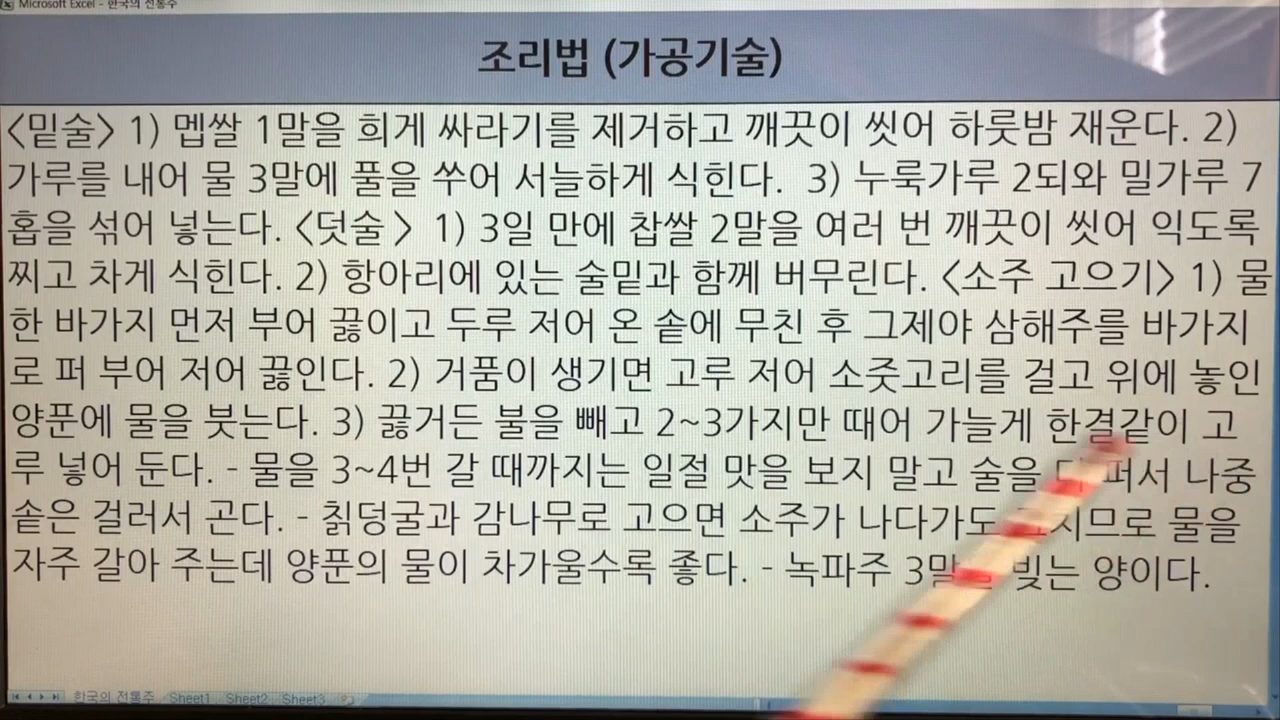 Microsoft Excel - 한국의 전통주
조리법 (가공기술)
<밑술> 1) 멥쌀 1말을 희게 싸라기를 제거하고 깨끗이 씻어 하룻밤 재운다. 2)
가루를 내어 물 3말에 풀을 쑤어 서늘하게 식힌다. 3) 누룩가루 2되와 밀가루 7
홉을 섞어 넣는다. <덧술 > 1) 3일 만에 찹쌀 2말을 여러 번 깨끗이 씻어 익도록
찌고 차게 식힌다. 2) 항아리에 있는 술밑과 함께 버무린다. <소주 고으기> 1) 물
한 바가지 먼저 부어 끓이고 두루 저어 온 솥에 무친 후 그제야 삼해주를 바가지
로 퍼 부어 저어 끓인다. 2) 거품이 생기면 고루 저어 소줏고리를 걸고 위에 놓인
양푼에 물을 붓는다. 3) 끓거든 불을 빼고 2~3가지만 때어 가늘게 한결같이 고
루 넣어 둔다. - 물을 3~4번 갈 때까지는 일절 맛을 보지 말고 술을 퍼서 나중
솥은 걸러서 곤다. - 칡덩굴과 감나무로 고으면 소주가 나다가도 물을
자주 갈아 주는데 양푼의 물이 차가울수록 좋다. - 녹파주 빚는 양이다.
한국의 전통주 Sheet1 Sheet2 Sheet3